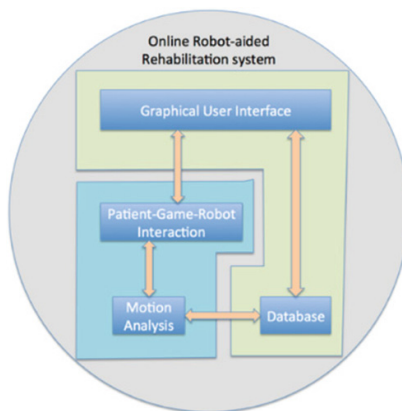 Online Robot-aided
Rehabilitation system
Graphical User Interface
Patient-Game-Robot
Interaction
Motion
Analysis
Database